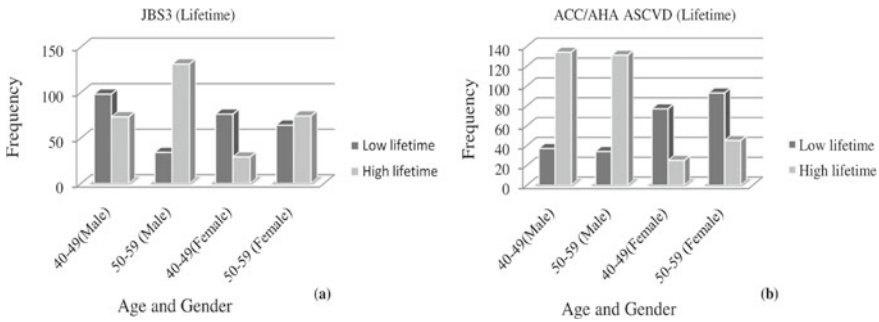 JBS3 (Lifetime)
Frequency
150
100
50
0
40-49(Male)
50-59 (Male)
40-49(Female)
50-59 (Female)
Low lifetime
High lifetime
Age and Gender
(a)
ACC/AHA ASCVD (Lifetime)
Frequency
140
120
100
80
60
40
20
0
40-49(Male)
50-59 (Male)
40-49(Female)
50-59 (Female)
Low lifetime
High lifetime
Age and Gender
(b)